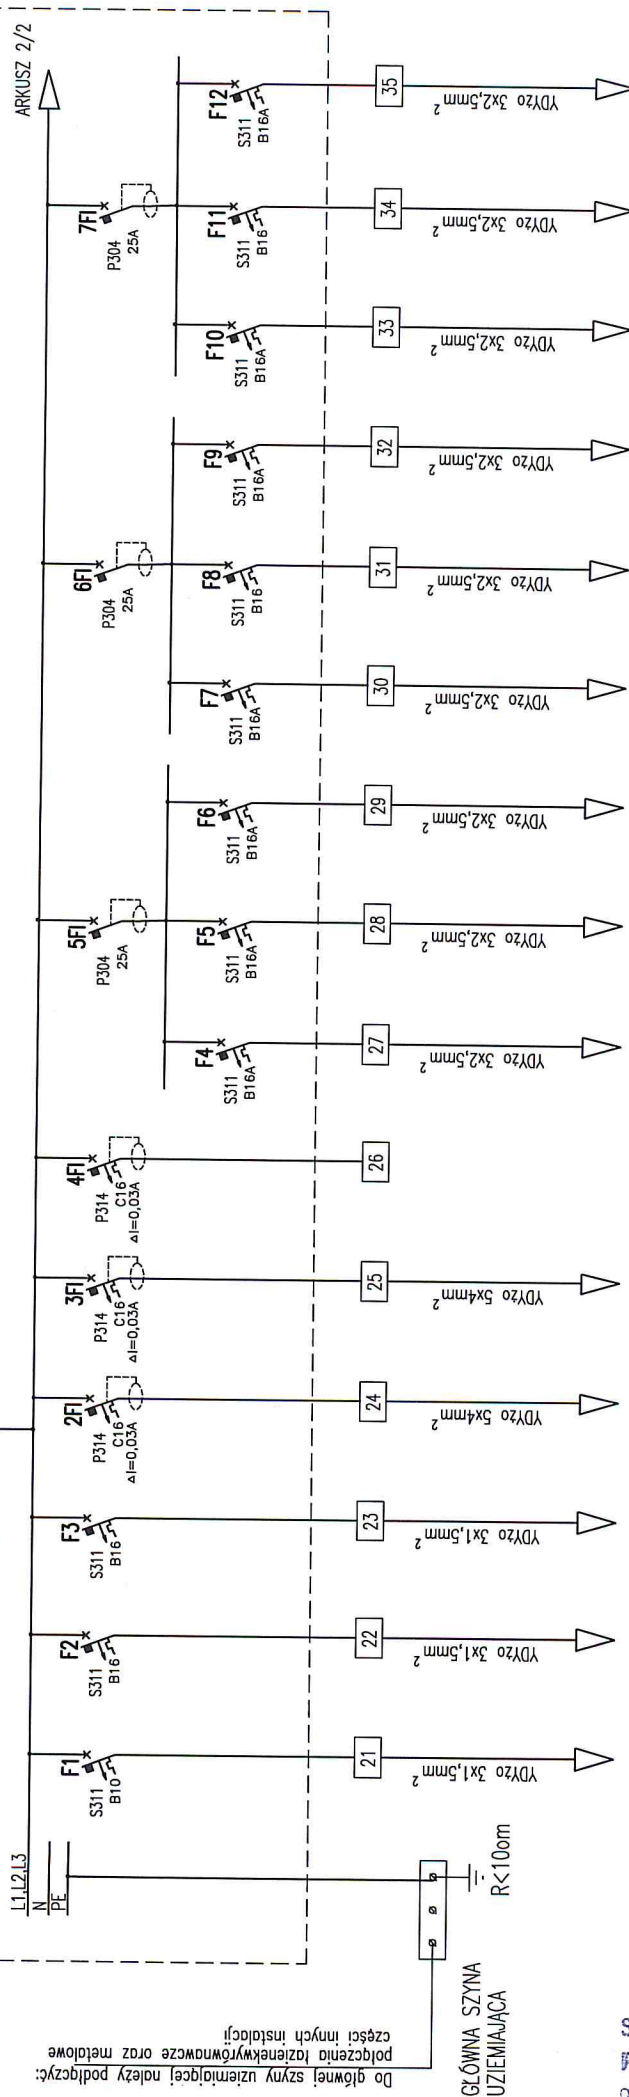 ARKUSZ 2/2
L1,L2,L3
N
PE
F1
S311
B10
F2
S311
B16
F3
S311
B16
2FI
P314
C16
ΔI=0,03A
3FI
P314
C16
ΔI=0,03A
4FI
P314
C16
ΔI=0,03A
5FI
P304
25A
6FI
P304
25A
7FI
P304
25A
F4
S311
B16A
F5
S311
B16A
F6
S311
B16A
F7
S311
B16A
F8
S311
B16
F9
S311
B16A
F10
S311
B16A
F11
S311
B16
F12
S311
B16A
21
22
23
24
25
26
27
28
29
30
31
32
33
34
35
YDYżo 3x1,5mm²
YDYżo 3x1,5mm²
YDYżo 3x1,5mm²
YDYżo 5x4mm²
YDYżo 5x4mm²
YDYżo 3x2,5mm²
YDYżo 3x2,5mm²
YDYżo 3x2,5mm²
YDYżo 3x2,5mm²
YDYżo 3x2,5mm²
YDYżo 3x2,5mm²
YDYżo 3x2,5mm²
YDYżo 3x2,5mm²
YDYżo 3x2,5mm²
R<10om
GŁÓWNA SZYNA
UZIEMIAJĄCA
Do głównej szyny uziemiącej należy podłączyć:
połączenia łazienekwyrównawcze oraz metalowe
części innych instalacji